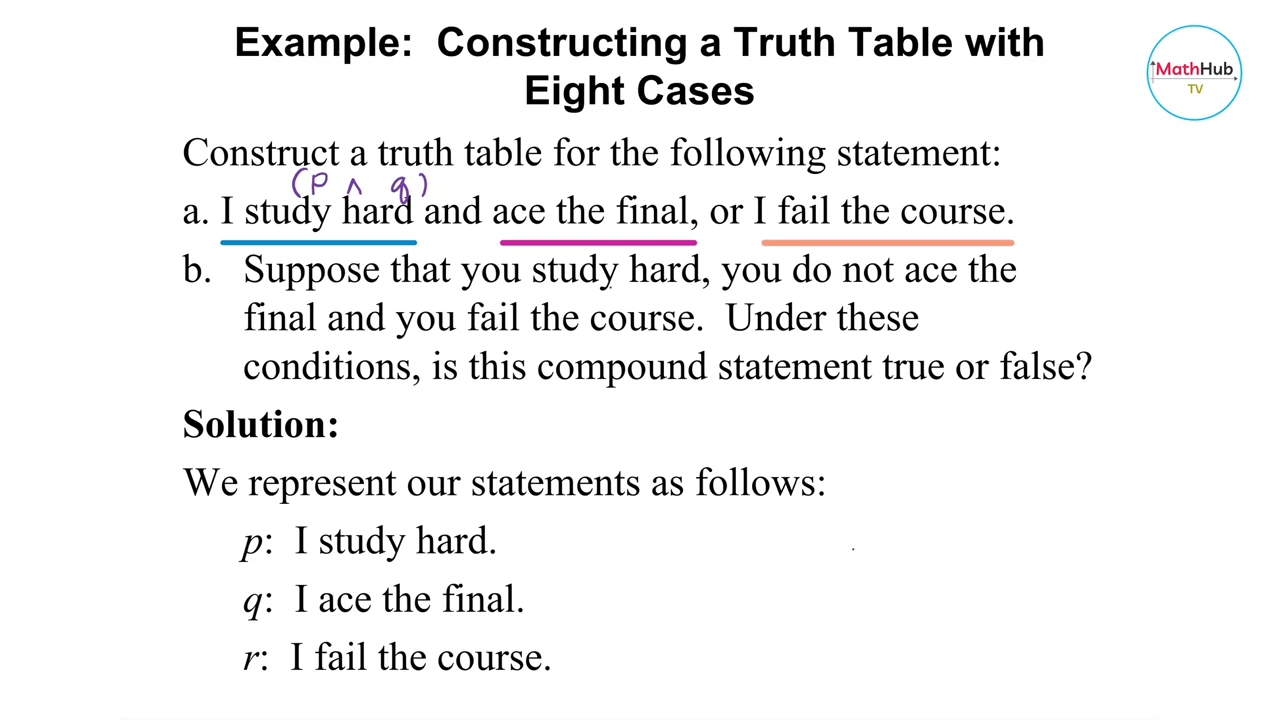 Example: Constructing a Truth Table with
Eight Cases
MathHub
TV
Construct a truth table for the following statement:
(p ∧ q)
a. I study hard and ace the final, or I fail the course.
b. Suppose that you study hard, you do not ace the
final and you fail the course. Under these
conditions, is this compound statement true or false?
Solution:
We represent our statements as follows:
p: I study hard.
q: I ace the final.
r: I fail the course.